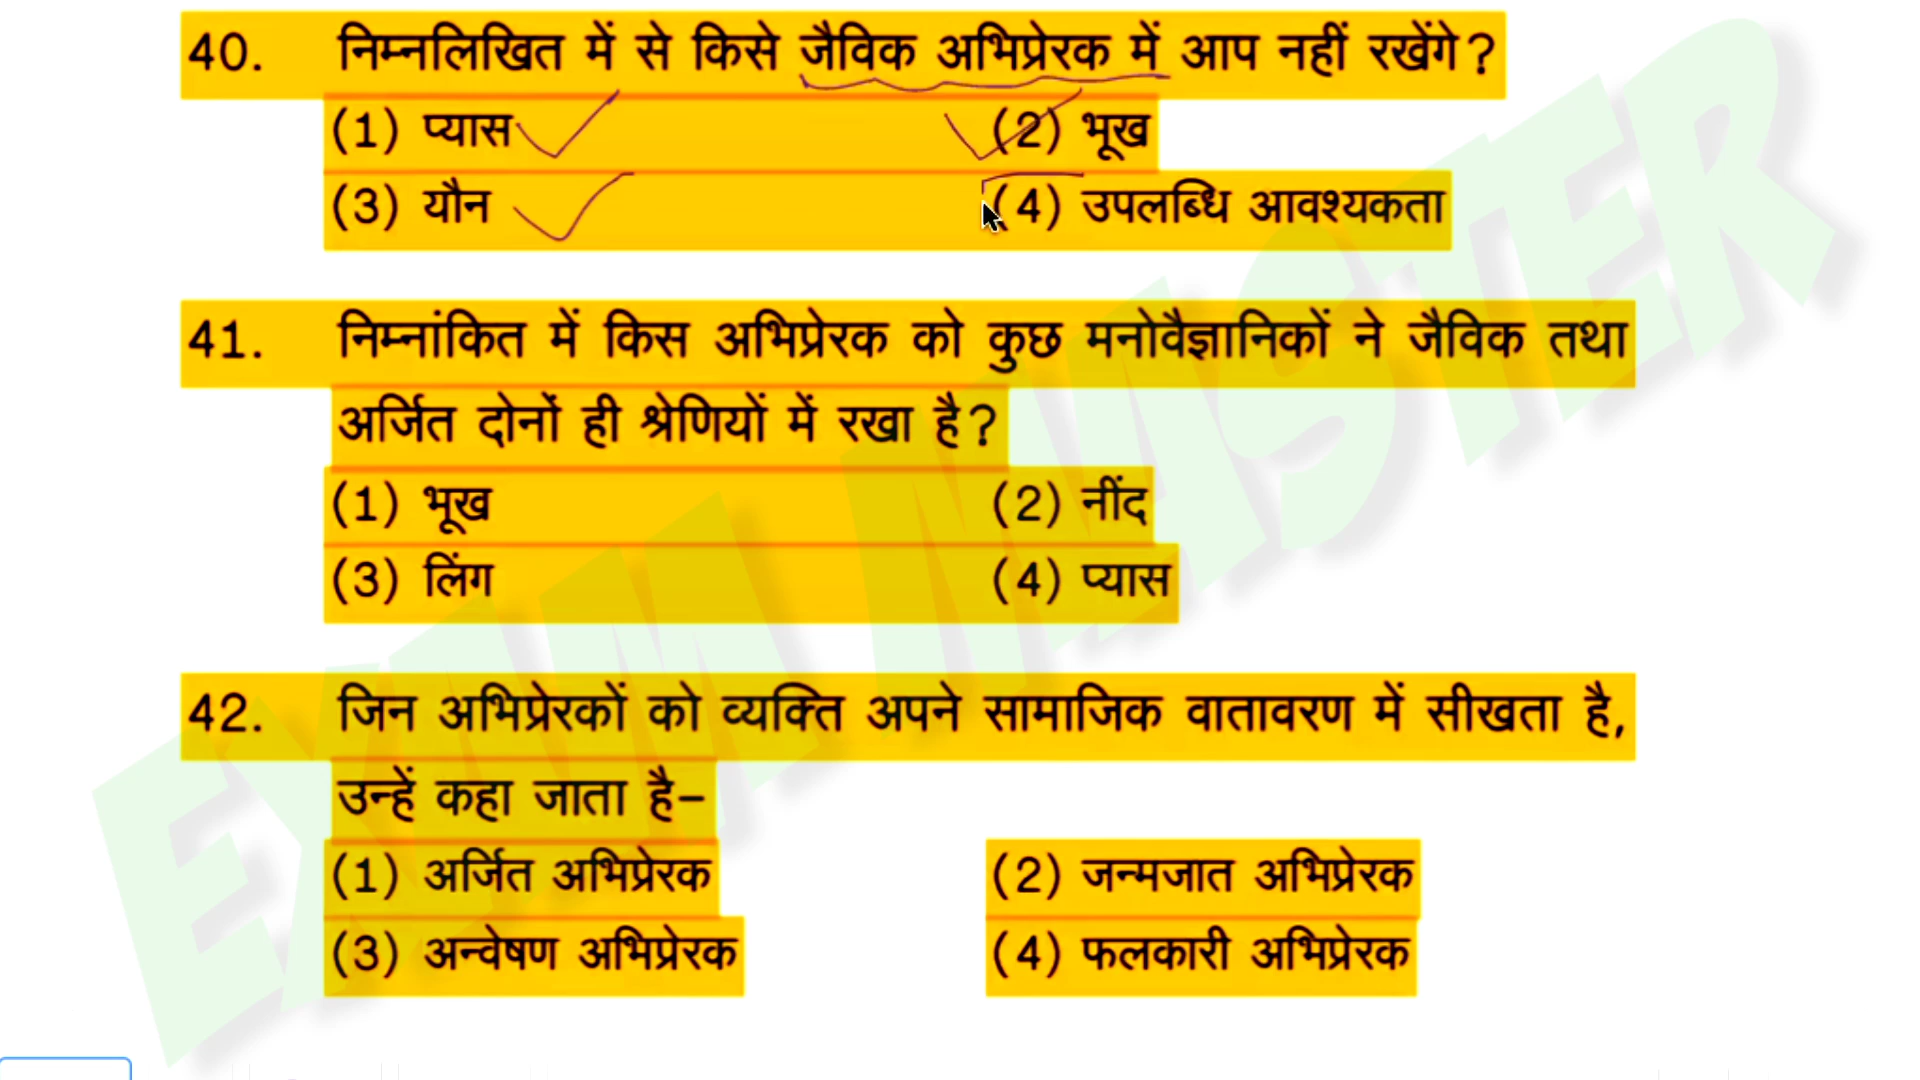 40. निम्नलिखित में से किसे जैविक अभिप्रेरक में आप नहीं रखेंगे?
(1) प्यास (2) भूख
(3) यौन (4) उपलब्धि आवश्यकता
41. निम्नांकित में किस अभिप्रेरक को कुछ मनोवैज्ञानिकों ने जैविक तथा
अर्जित दोनों ही श्रेणियों में रखा है?
(1) भूख (2) नींद
(3) लिंग (4) प्यास
42. जिन अभिप्रेरकों को व्यक्ति अपने सामाजिक वातावरण में सीखता है,
उन्हें कहा जाता है–
(1) अर्जित अभिप्रेरक (2) जन्मजात अभिप्रेरक
(3) अन्वेषण अभिप्रेरक (4) फलकारी अभिप्रेरक
EXAM MASTER